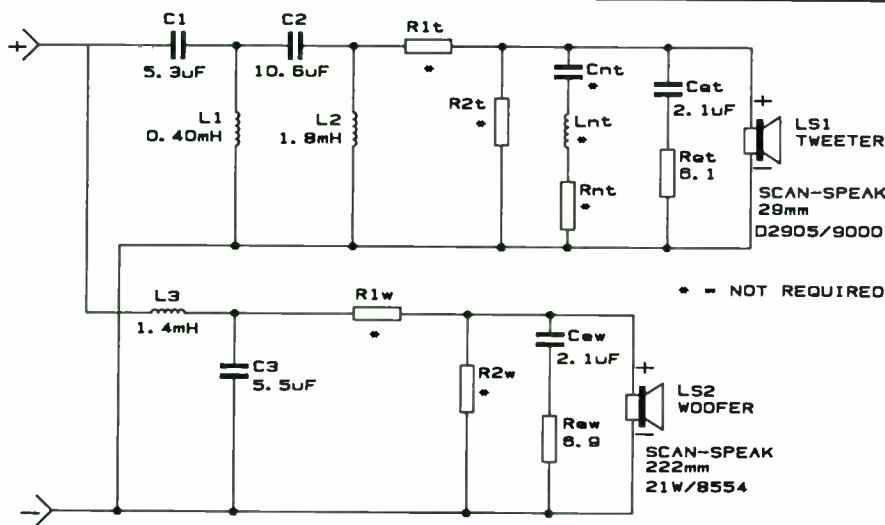 C1
5.3uF
C2
10.6uF
R1t
*
L1
0.40mH
L2
1.8mH
R2t
*
Cnt
*
Lnt
*
Rnt
*
Cet
2.1uF
Ret
6.1
+
-
LS1
TWEETER
SCAN-SPEAK
29mm
D2905/9000
* = NOT REQUIRED
+
L3
1.4mH
R1w
*
C3
5.5uF
R2w
*
Cew
2.1uF
Rew
6.9
+
-
LS2
WOOFER
SCAN-SPEAK
222mm
21W/8554
-